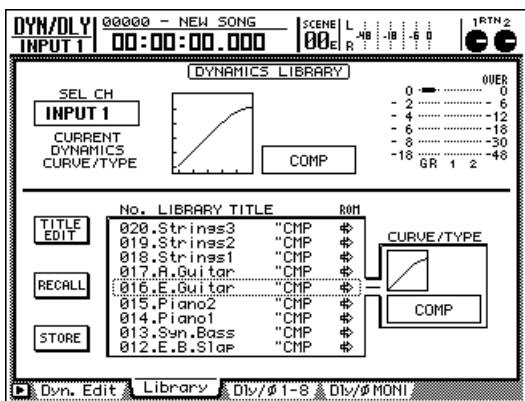 DYN/DLY 00000 - NEW SONG SCENE L -48 -18 -6 0 1RTN2
INPUT 1 00:00:00.000 00E R
DYNAMICS LIBRARY
SEL CH
INPUT 1
CURRENT
DYNAMICS
CURVE/TYPE
COMP
OVER
0 0
- 2 - 6
- 4 -12
- 6 -18
- 8 -30
-18 -48
GR 1 2
No. LIBRARY TITLE ROM
020.Strings3 "CMP
019.Strings2 "CMP
018.Strings1 "CMP
017.A.Guitar "CMP
016.E.Guitar "CMP
015.Piano2 "CMP
014.Piano1 "CMP
013.Syn.Bass "CMP
012.E.B.Slap "CMP
TITLE
EDIT
RECALL
STORE
CURVE/TYPE
COMP
Dyn. Edit Library Dly/Ø1-8 Dly/ØMONI